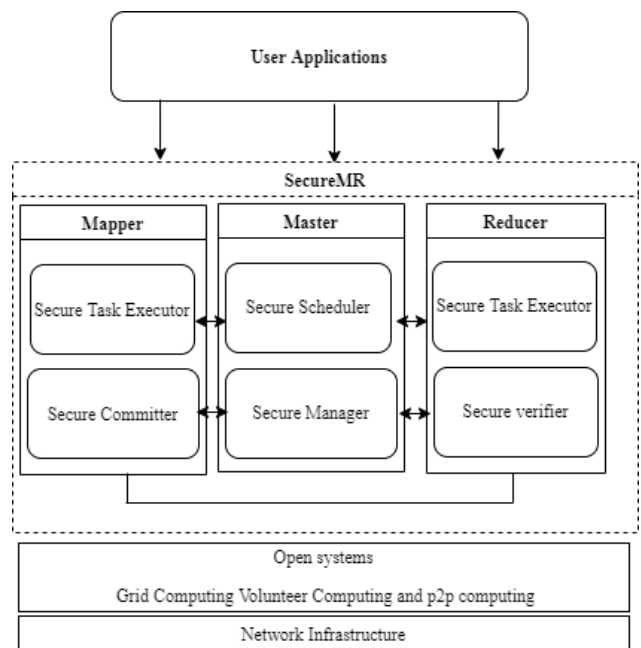 User Applications
SecureMR
Mapper
Master
Reducer
Secure Task Executor
Secure Scheduler
Secure Task Executor
Secure Committer
Secure Manager
Secure verifier
Open systems
Grid Computing Volunteer Computing and p2p computing
Network Infrastructure